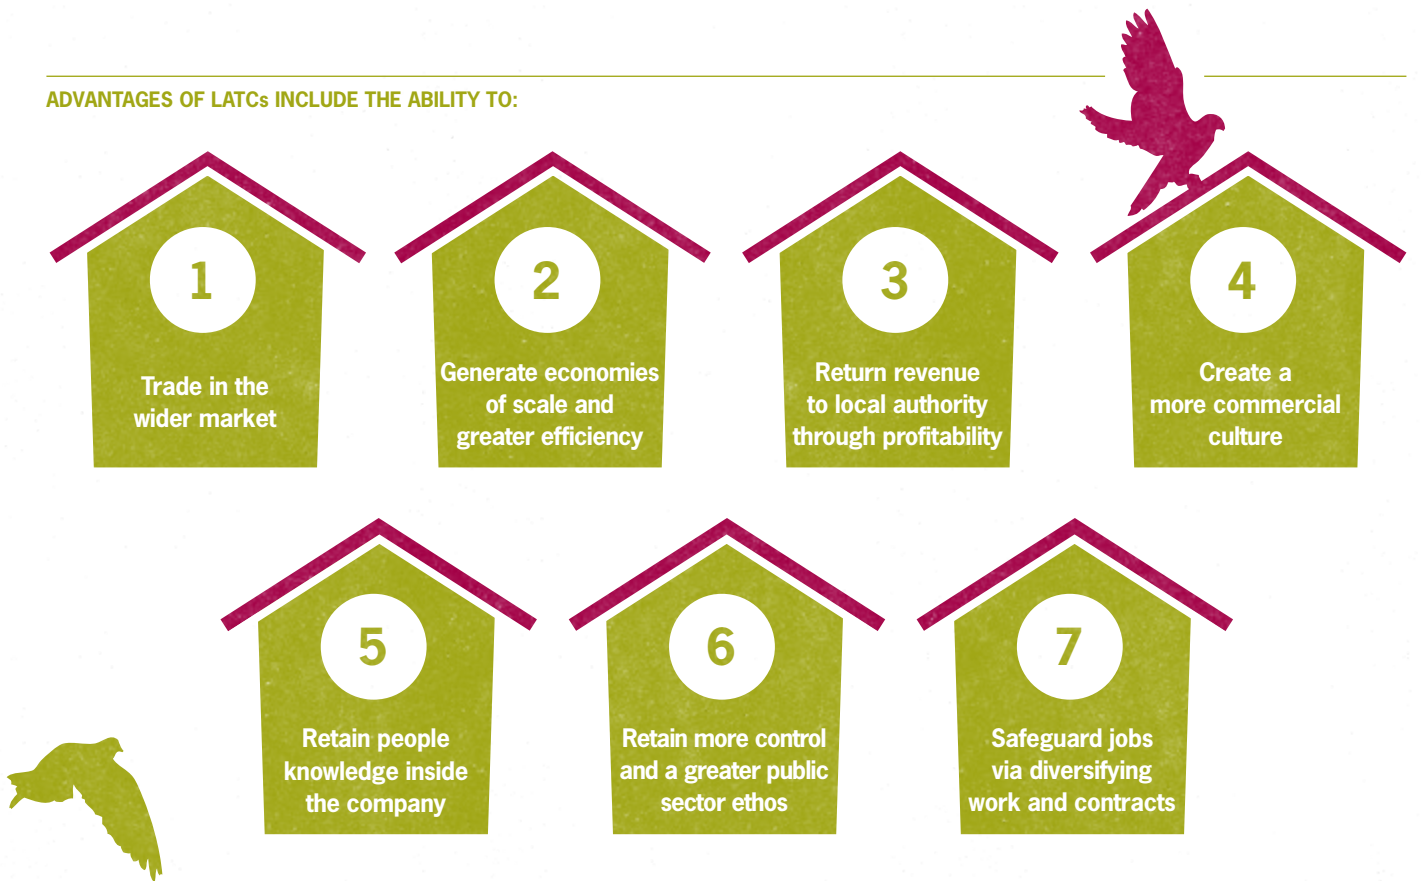 ADVANTAGES OF LATCs INCLUDE THE ABILITY TO:
1
Trade in the
wider market
2
Generate economies
of scale and
greater efficiency
3
Return revenue
to local authority
through profitability
4
Create a
more commercial
culture
5
Retain people
knowledge inside
the company
6
Retain more control
and a greater public
sector ethos
7
Safeguard jobs
via diversifying
work and contracts